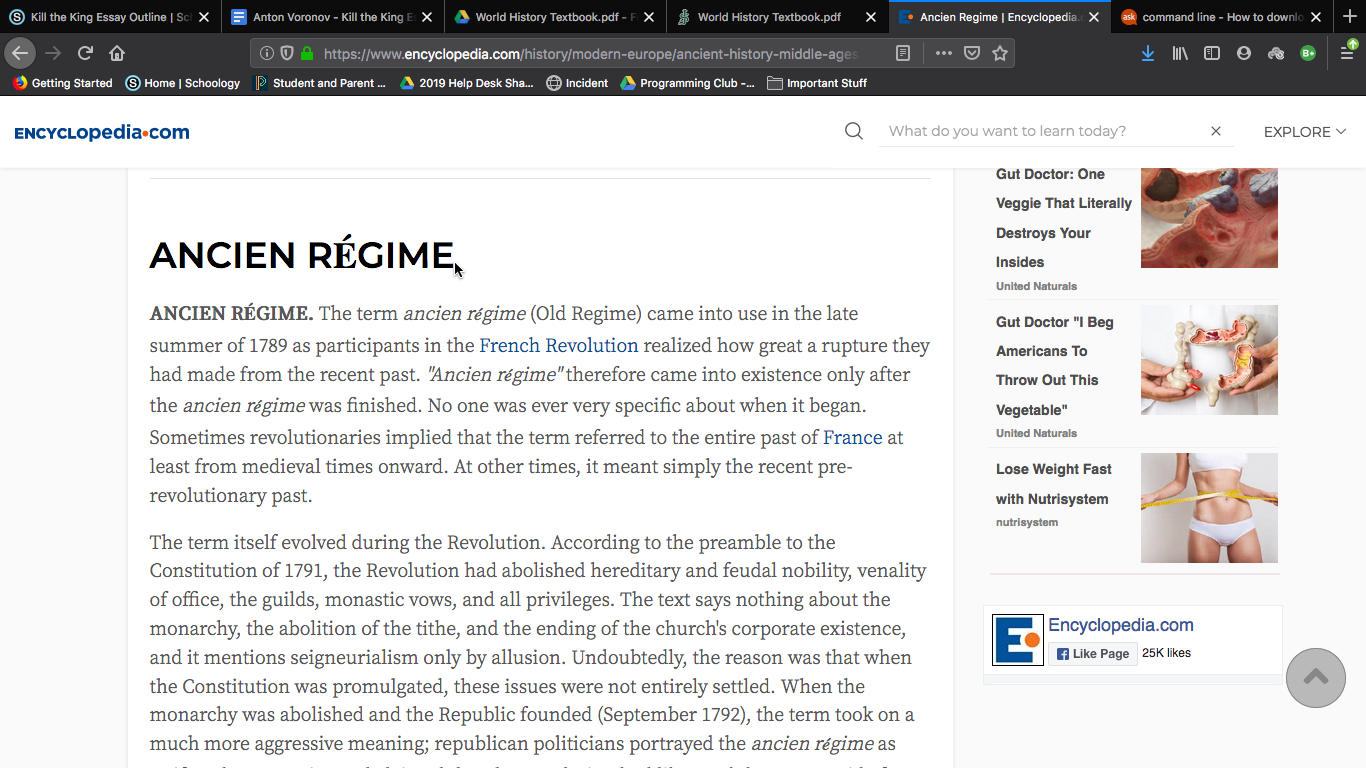 Kill the King Essay Outline | Sc
Anton Voronov - Kill the King E
World History Textbook.pdf - 
World History Textbook.pdf
Ancien Regime | Encyclopedia.
ask command line - How to downlo
https://www.encyclopedia.com/history/modern-europe/ancient-history-middle-ages
Getting Started
Home | Schoology
Student and Parent ...
2019 Help Desk Sha...
Incident
Programming Club -...
Important Stuff
ENCYCLOpedia.com
What do you want to learn today?
EXPLORE
ANCIEN RÉGIME
ANCIEN RÉGIME. The term ancien régime (Old Regime) came into use in the late
summer of 1789 as participants in the French Revolution realized how great a rupture they
had made from the recent past. "Ancien régime" therefore came into existence only after
the ancien régime was finished. No one was ever very specific about when it began.
Sometimes revolutionaries implied that the term referred to the entire past of France at
least from medieval times onward. At other times, it meant simply the recent pre-
revolutionary past.
The term itself evolved during the Revolution. According to the preamble to the
Constitution of 1791, the Revolution had abolished hereditary and feudal nobility, venality
of office, the guilds, monastic vows, and all privileges. The text says nothing about the
monarchy, the abolition of the tithe, and the ending of the church's corporate existence,
and it mentions seigneurialism only by allusion. Undoubtedly, the reason was that when
the Constitution was promulgated, these issues were not entirely settled. When the
monarchy was abolished and the Republic founded (September 1792), the term took on a
much more aggressive meaning; republican politicians portrayed the ancien régime as
Gut Doctor: One
Veggie That Literally
Destroys Your
Insides
United Naturals
Gut Doctor "I Beg
Americans To
Throw Out This
Vegetable"
United Naturals
Lose Weight Fast
with Nutrisystem
nutrisystem
Encyclopedia.com
Like Page
25K likes